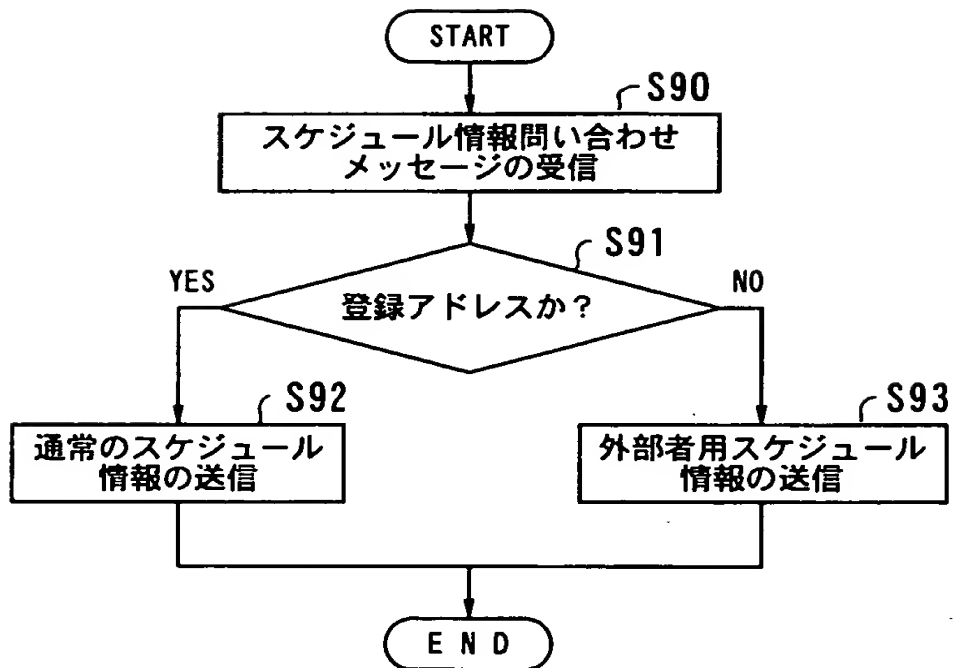 START
S90
スケジュール情報問い合わせ
メッセージの受信
S91
YES
NO
登録アドレスか？
S92
通常のスケジュール
情報の送信
S93
外部者用スケジュール
情報の送信
END